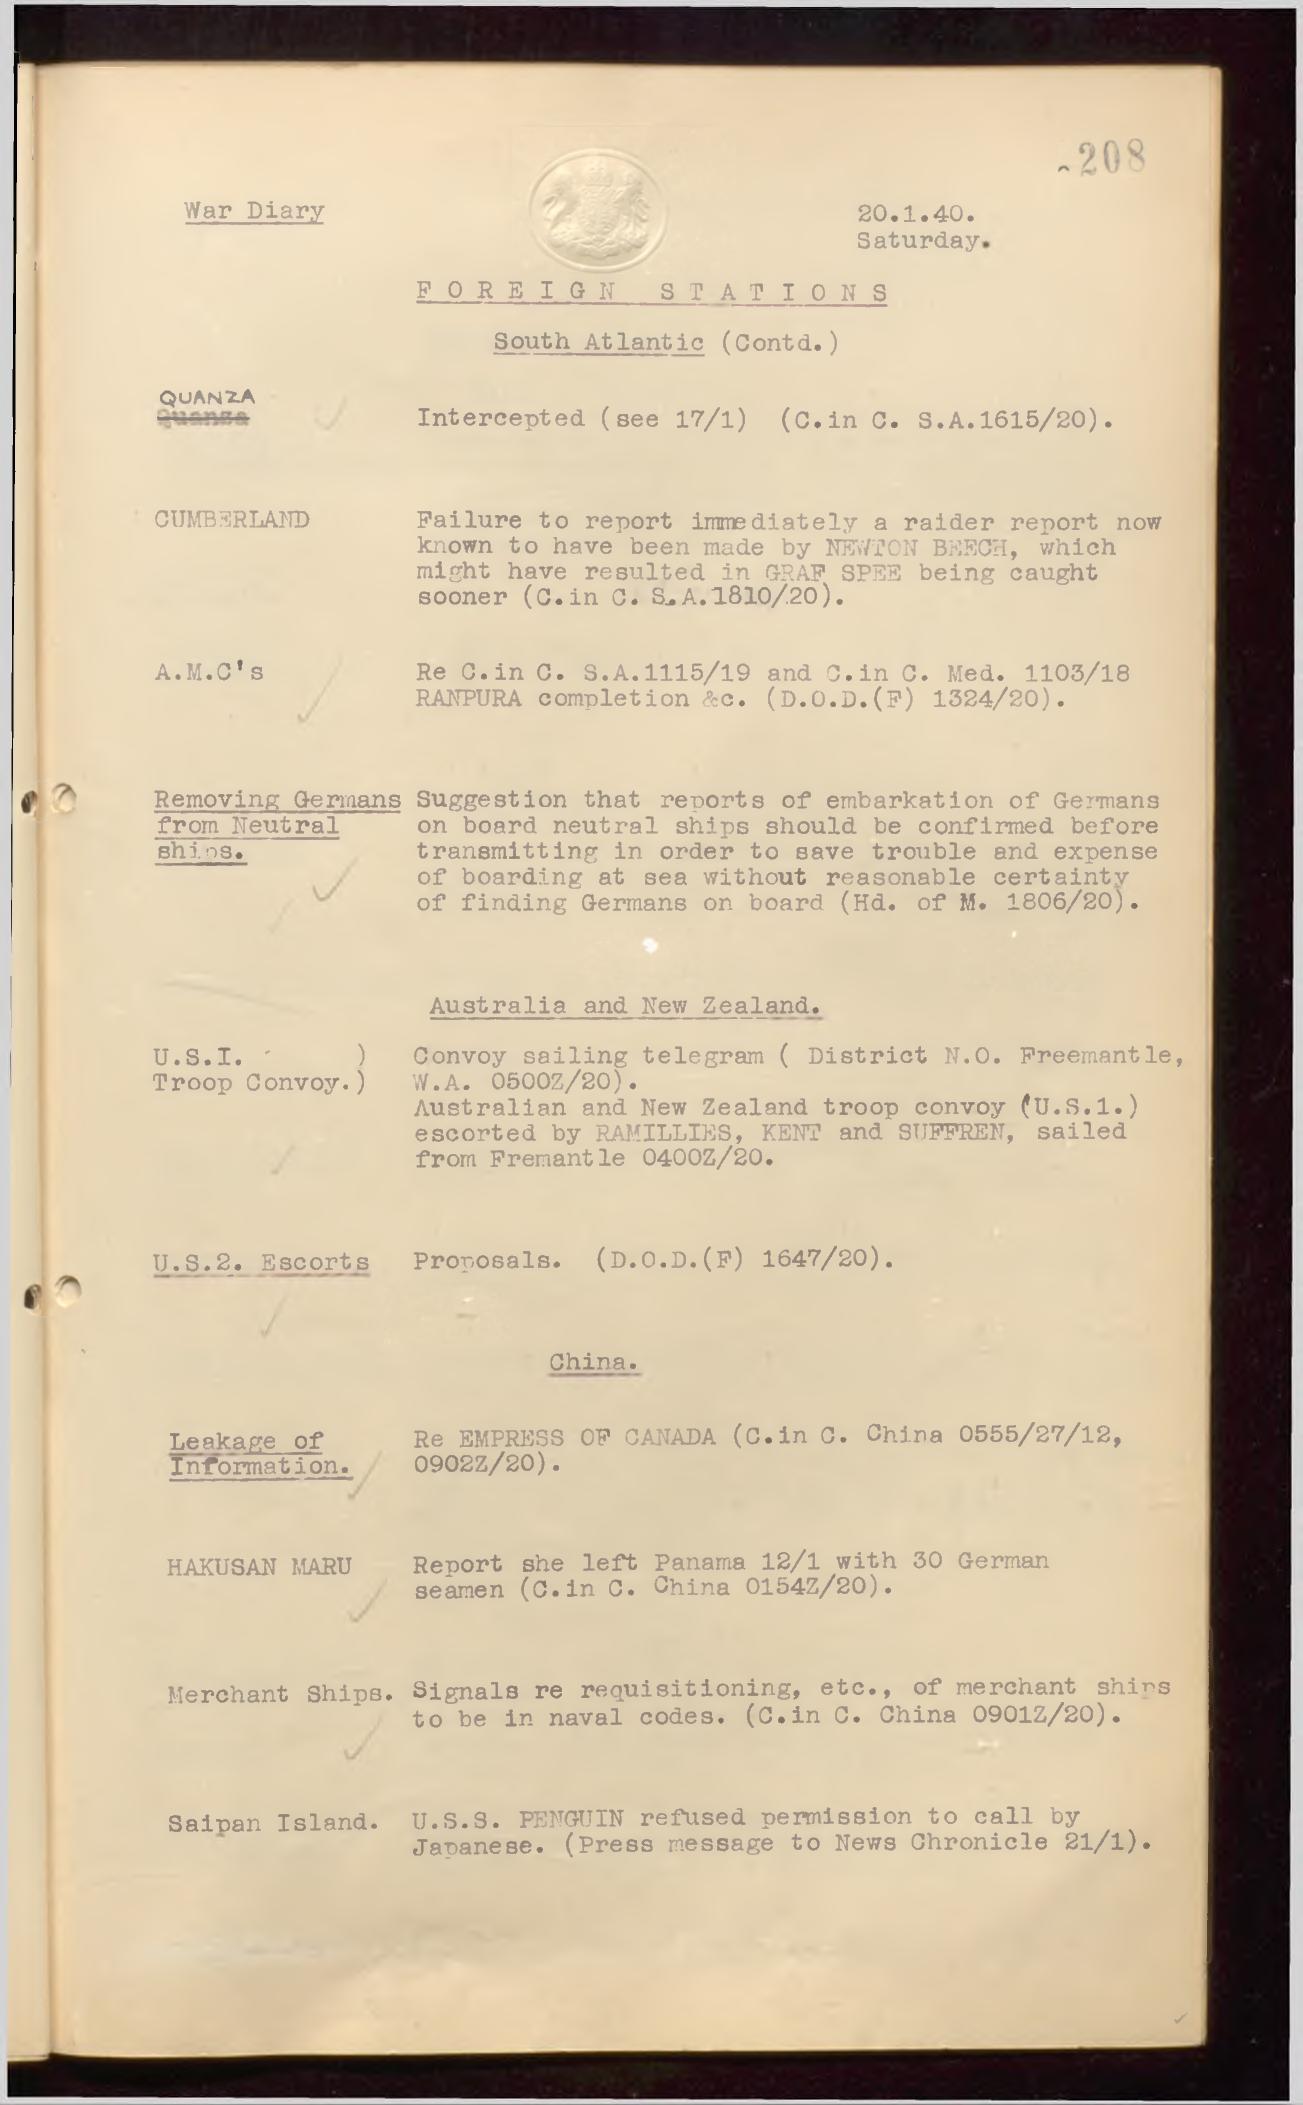 208
War Diary
20.1.40.
Saturday.
FOREIGN STATIONS
South Atlantic (Contd.)
QUANZA
Quanza
Intercepted (see 17/1) (C.in C. S.A.1615/20).
CUMBERLAND
Failure to report immediately a raider report now
known to have been made by NEWTON BEECH, which
might have resulted in GRAF SPEE being caught
sooner (C.in C. S.A.1810/20).
A.M.C's
Re C.in C. S.A.1115/19 and C.in C. Med. 1103/18
RANPURA completion &c. (D.O.D.(F) 1324/20).
Removing Germans
from Neutral
ships.
Suggestion that reports of embarkation of Germans
on board neutral ships should be confirmed before
transmitting in order to save trouble and expense
of boarding at sea without reasonable certainty
of finding Germans on board (Hd. of M. 1806/20).
Australia and New Zealand.
U.S.I. )
Troop Convoy.)
Convoy sailing telegram ( District N.O. Freemantle,
W.A. 0500Z/20).
Australian and New Zealand troop convoy (U.S.1.)
escorted by RAMILLIES, KENT and SUFFREN, sailed
from Fremantle 0400Z/20.
U.S.2. Escorts
Proposals. (D.O.D.(F) 1647/20).
China.
Leakage of
Information.
Re EMPRESS OF CANADA (C.in C. China 0555/27/12,
0902Z/20).
HAKUSAN MARU
Report she left Panama 12/1 with 30 German
seamen (C.in C. China 0154Z/20).
Merchant Ships.
Signals re requisitioning, etc., of merchant ships
to be in naval codes. (C.in C. China 0901Z/20).
Saipan Island.
U.S.S. PENGUIN refused permission to call by
Japanese. (Press message to News Chronicle 21/1).